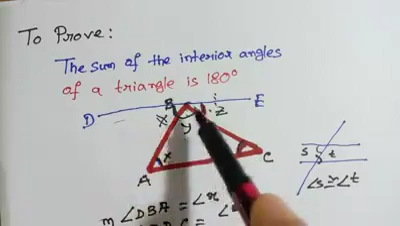 To Prove:
The sum of the interior angles
of a triangle is 180°
B
D E
x y z
s t
x C
A
∠s ≅ ∠t
m ∠DBA = ∠x